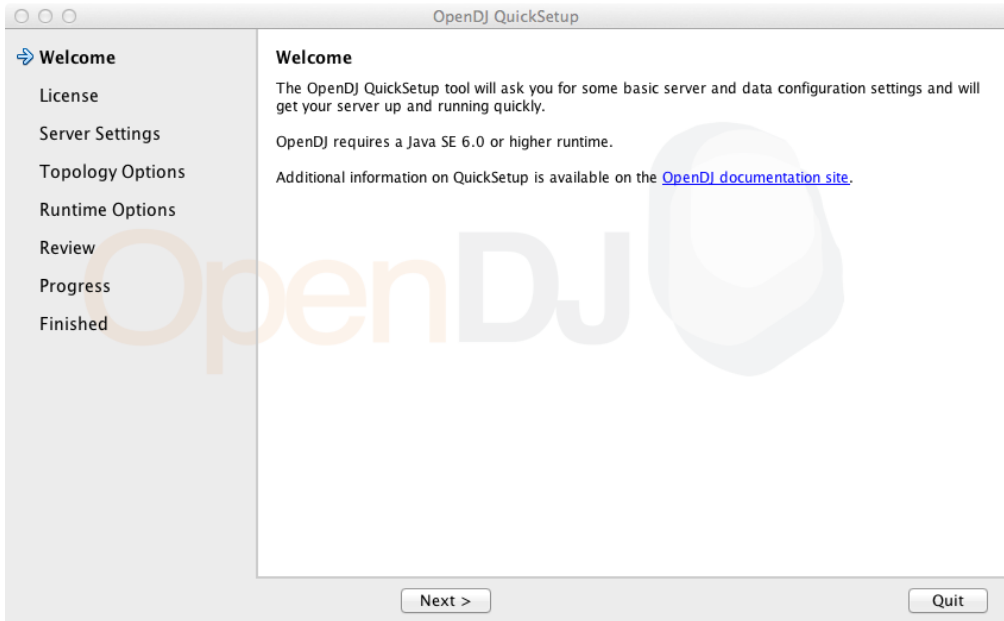 OpenDJ QuickSetup
Welcome
License
Server Settings
Topology Options
Runtime Options
Review
Progress
Finished
Welcome
The OpenDJ QuickSetup tool will ask you for some basic server and data configuration settings and will
get your server up and running quickly.
OpenDJ requires a Java SE 6.0 or higher runtime.
Additional information on QuickSetup is available on the OpenDJ documentation site.
OpenDJ
Next >
Quit